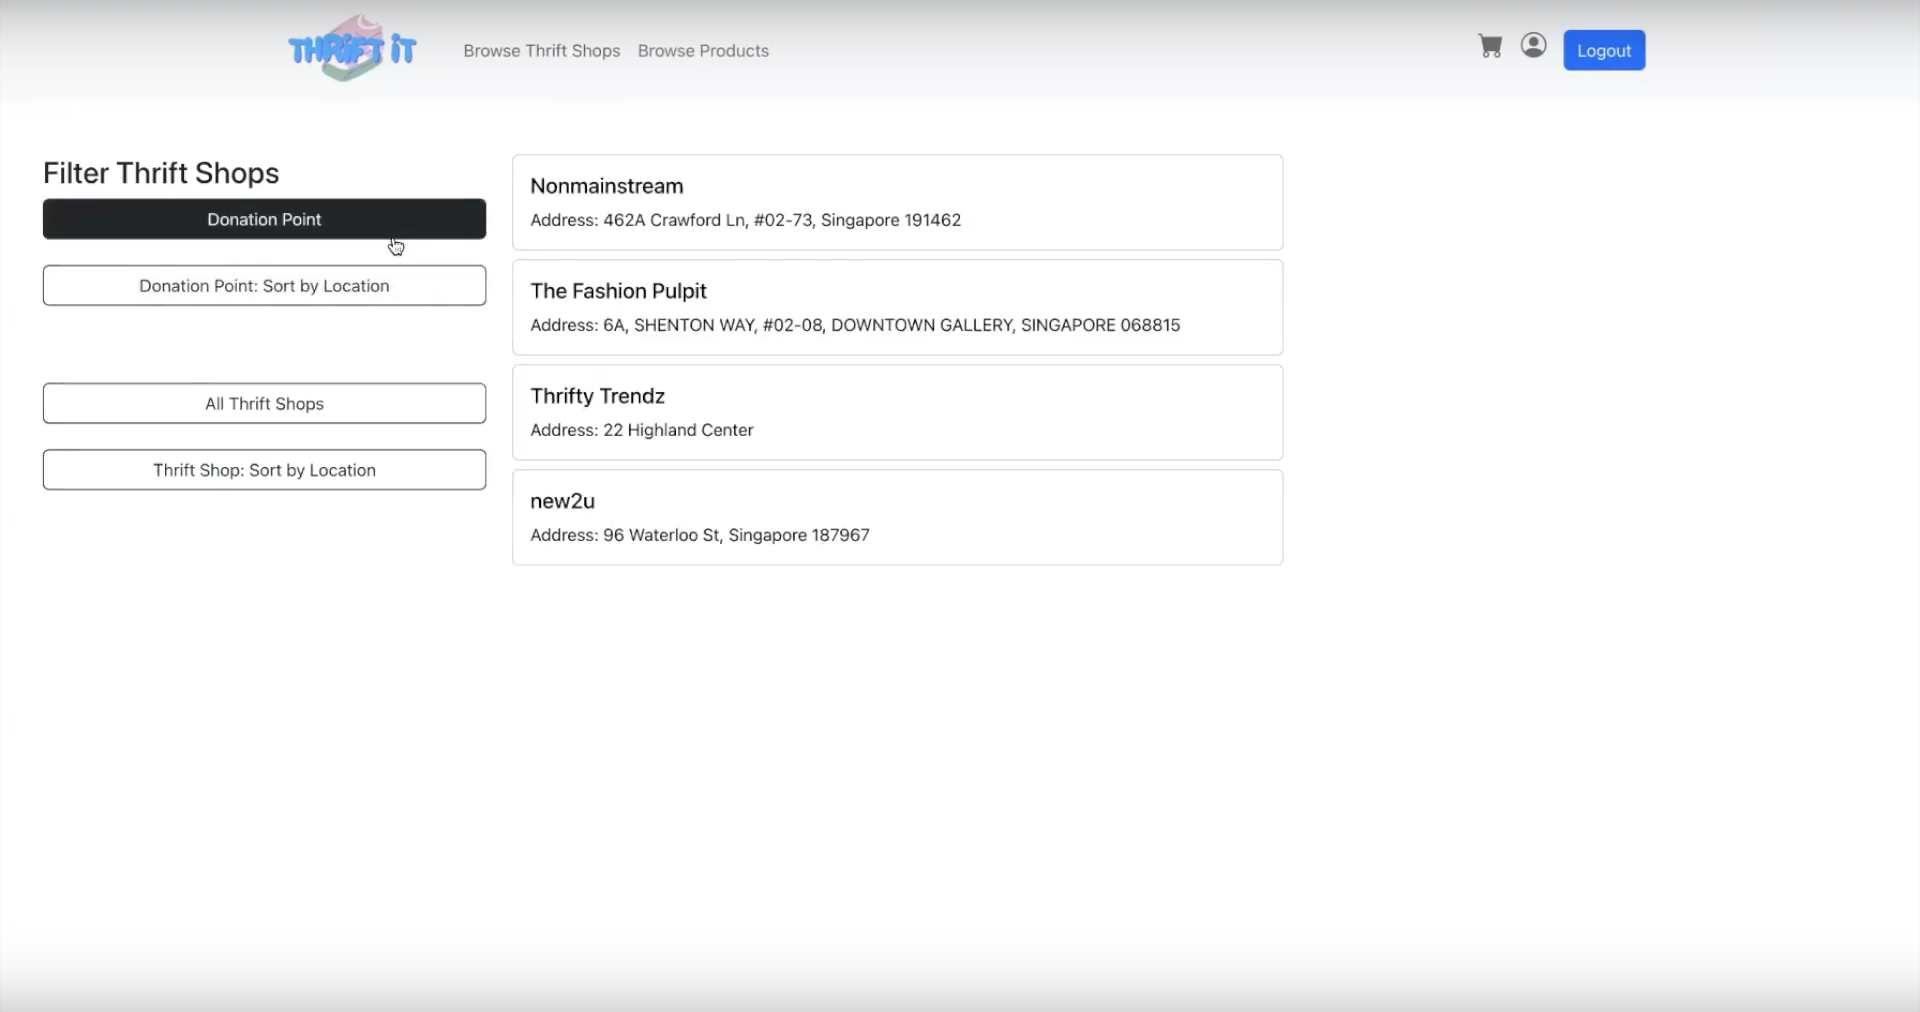 THRIFT IT
Browse Thrift Shops
Browse Products
Logout
Filter Thrift Shops
Donation Point
Donation Point: Sort by Location
All Thrift Shops
Thrift Shop: Sort by Location
Nonmainstream
Address: 462A Crawford Ln, #02-73, Singapore 191462
The Fashion Pulpit
Address: 6A, SHENTON WAY, #02-08, DOWNTOWN GALLERY, SINGAPORE 068815
Thrifty Trendz
Address: 22 Highland Center
new2u
Address: 96 Waterloo St, Singapore 187967